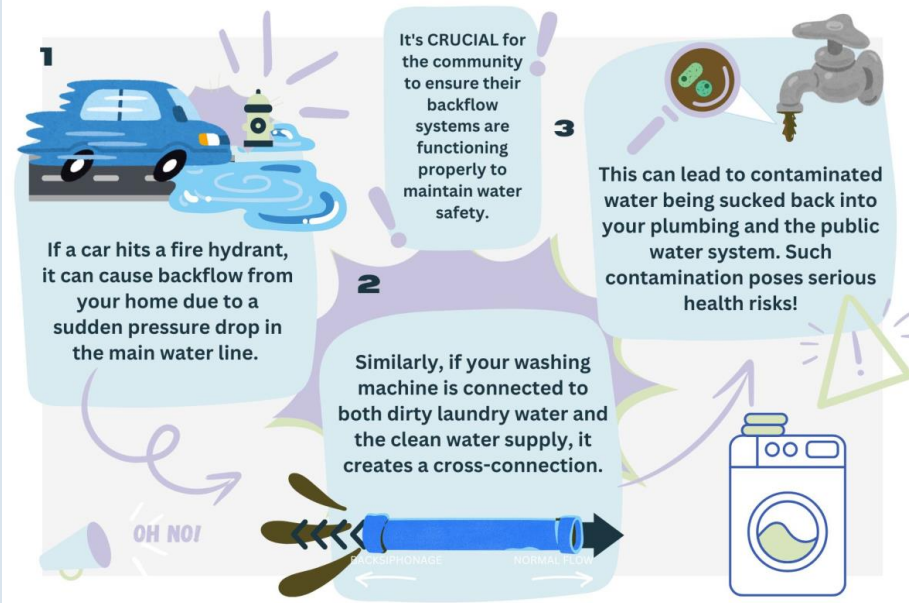 1
If a car hits a fire hydrant,
it can cause backflow from
your home due to a
sudden pressure drop in
the main water line.
It's CRUCIAL for
the community
to ensure their
backflow
systems are
functioning
properly to
maintain water
safety.
2
Similarly, if your washing
machine is connected to
both dirty laundry water and
the clean water supply, it
creates a cross-connection.
BACKSIPHONAGE
NORMAL FLOW
3
This can lead to contaminated
water being sucked back into
your plumbing and the public
water system. Such
contamination poses serious
health risks!
OH NO!